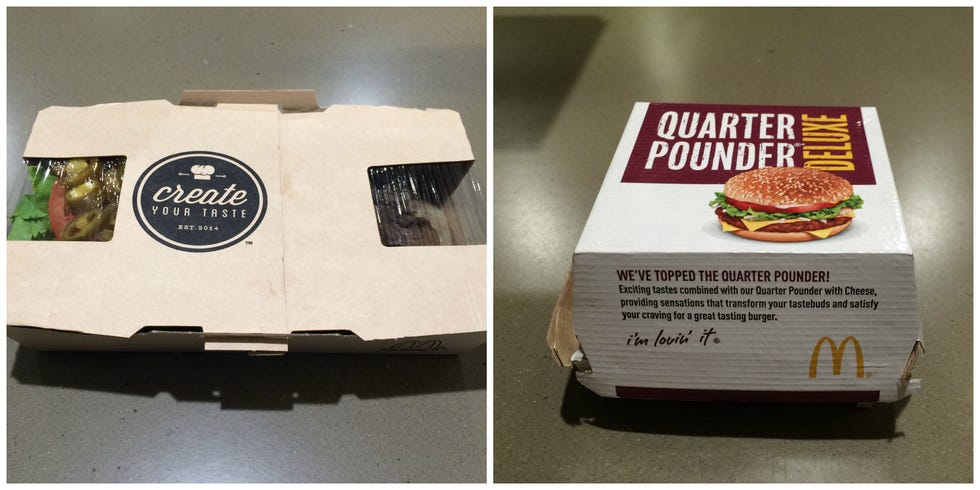 create
YOUR TASTE
EST. 2014
TM
QUARTER
POUNDER®
DELUXE
WE'VE TOPPED THE QUARTER POUNDER!
Exciting tastes combined with our Quarter Pounder with Cheese,
providing sensations that transform your tastebuds and satisfy
your craving for a great tasting burger.
i'm lovin' it®
M®